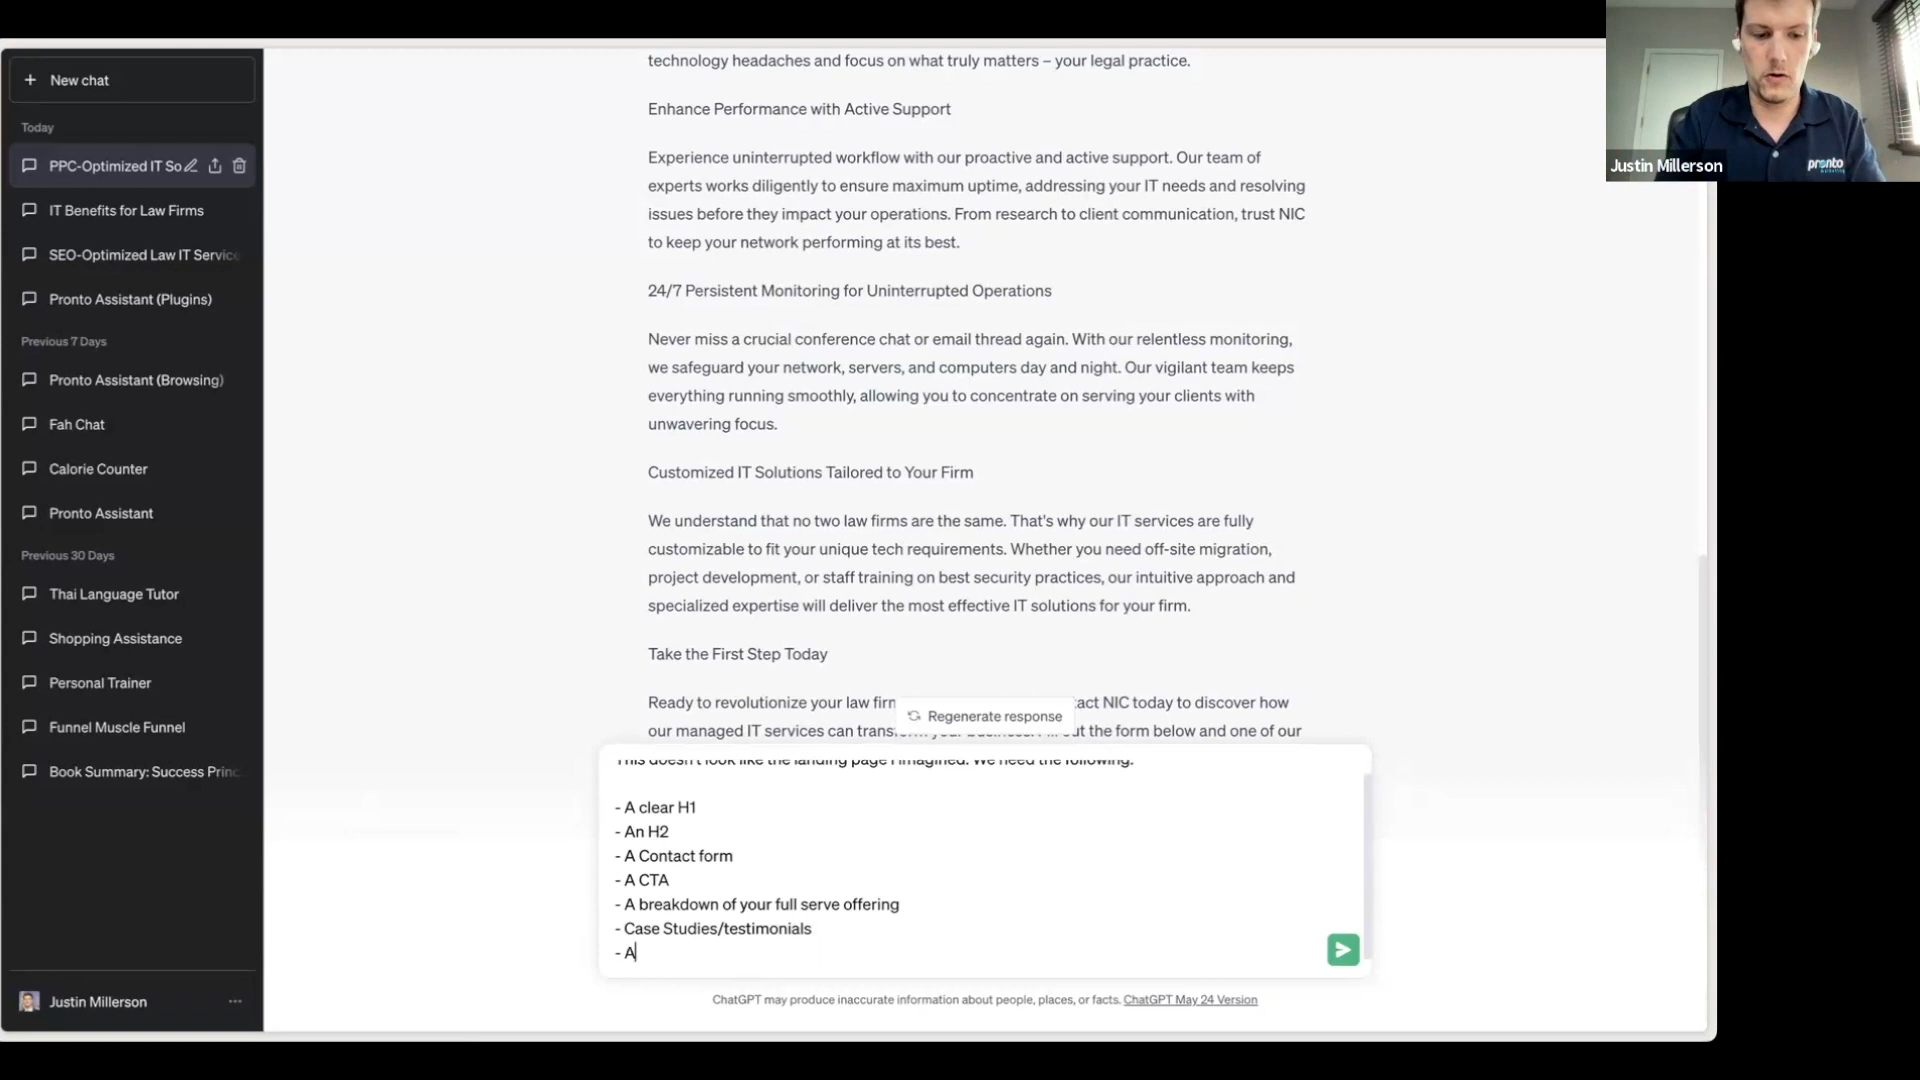 New chat
Today
PPC-Optimized IT So
IT Benefits for Law Firms
SEO-Optimized Law IT Service
Pronto Assistant (Plugins)
Previous 7 Days
Pronto Assistant (Browsing)
Fah Chat
Calorie Counter
Pronto Assistant
Previous 30 Days
Thai Language Tutor
Shopping Assistance
Personal Trainer
Funnel Muscle Funnel
Book Summary: Success Princ
Justin Millerson
technology headaches and focus on what truly matters – your legal practice.
Enhance Performance with Active Support
Experience uninterrupted workflow with our proactive and active support. Our team of
experts works diligently to ensure maximum uptime, addressing your IT needs and resolving
issues before they impact your operations. From research to client communication, trust NIC
to keep your network performing at its best.
24/7 Persistent Monitoring for Uninterrupted Operations
Never miss a crucial conference chat or email thread again. With our relentless monitoring,
we safeguard your network, servers, and computers day and night. Our vigilant team keeps
everything running smoothly, allowing you to concentrate on serving your clients with
unwavering focus.
Customized IT Solutions Tailored to Your Firm
We understand that no two law firms are the same. That's why our IT services are fully
customizable to fit your unique tech requirements. Whether you need off-site migration,
project development, or staff training on best security practices, our intuitive approach and
specialized expertise will deliver the most effective IT solutions for your firm.
Take the First Step Today
Ready to revolutionize your law firm NIC today to discover how
Regenerate response
our managed IT services can the form below and one of our
This doesn't look like the landing page I imagined. We need the following:
- A clear H1
- An H2
- A Contact form
- A CTA
- A breakdown of your full serve offering
- Case Studies/testimonials
- A
ChatGPT may produce inaccurate information about people, places, or facts. ChatGPT May 24 Version
Justin Millerson
pronto